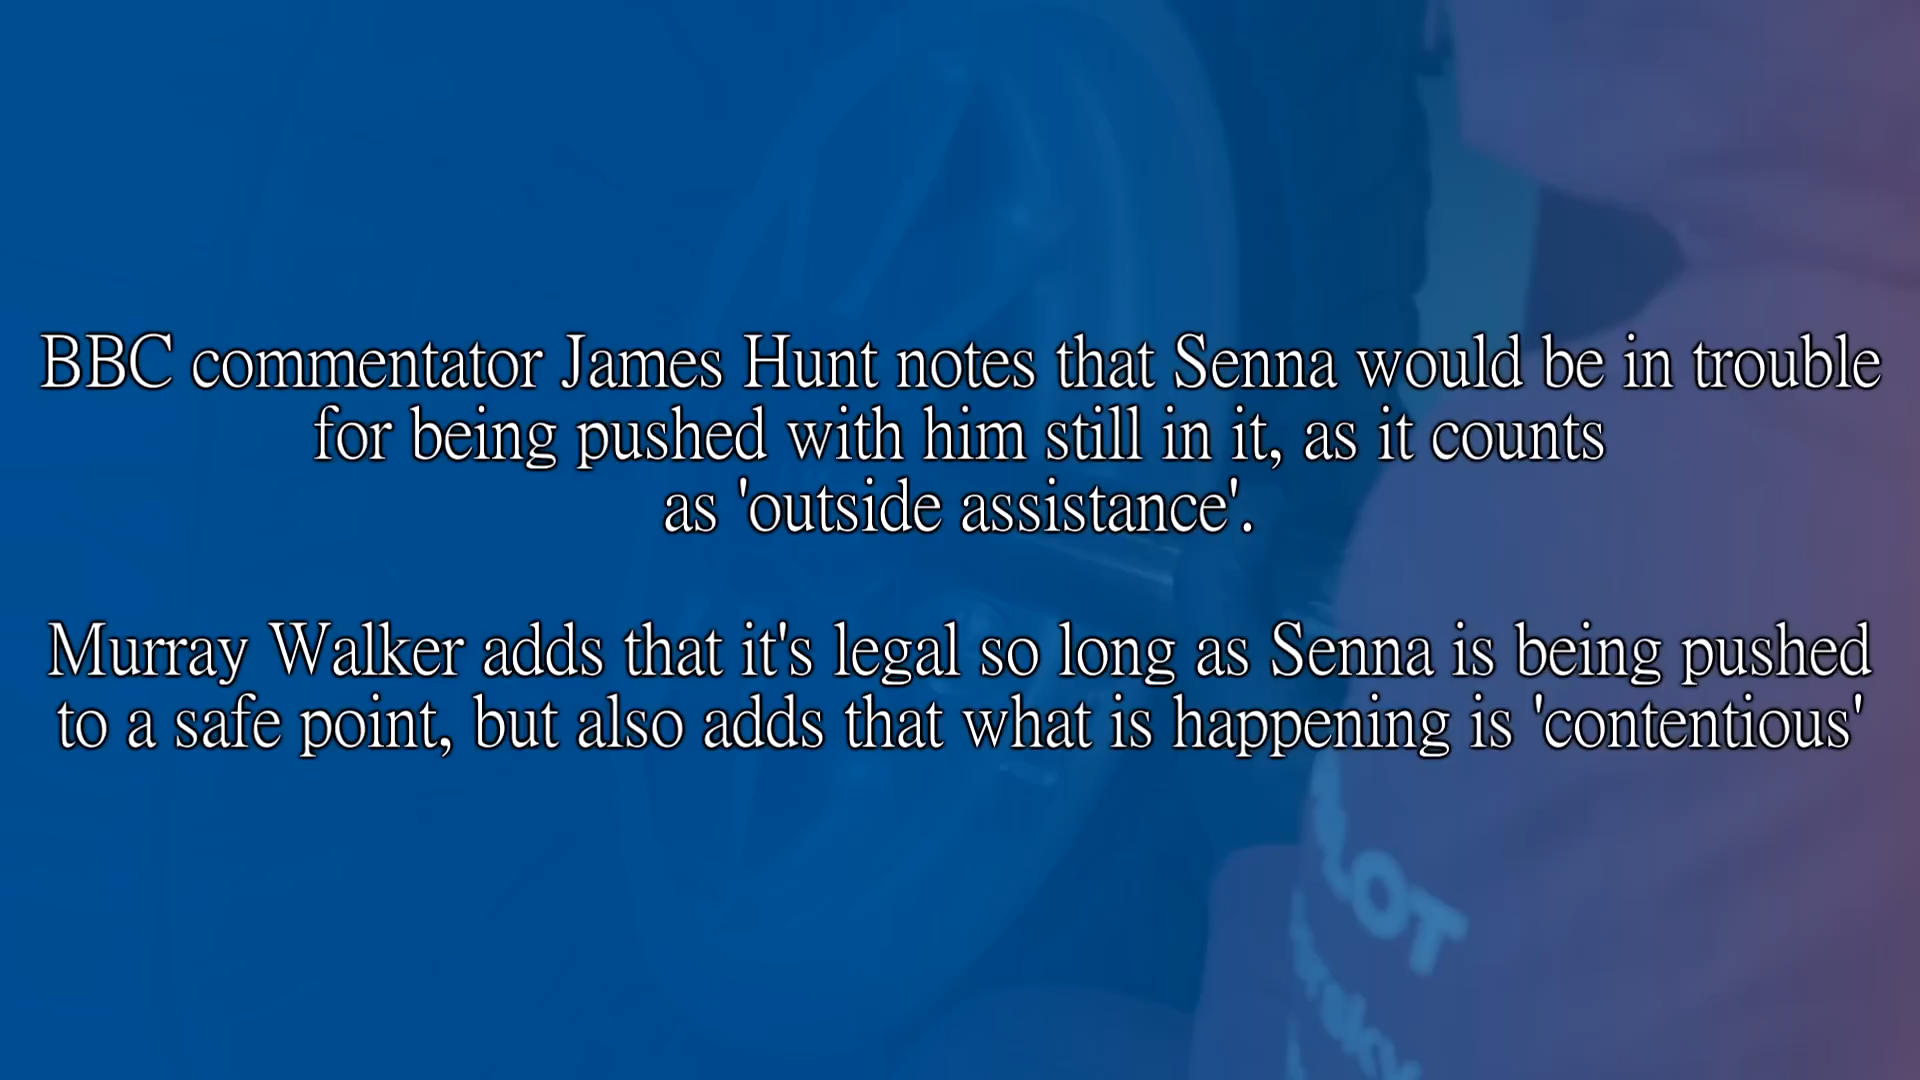 BBC commentator James Hunt notes that Senna would be in trouble
for being pushed with him still in it, as it counts
as 'outside assistance'.
Murray Walker adds that it's legal so long as Senna is being pushed
to a safe point, but also adds that what is happening is 'contentious'